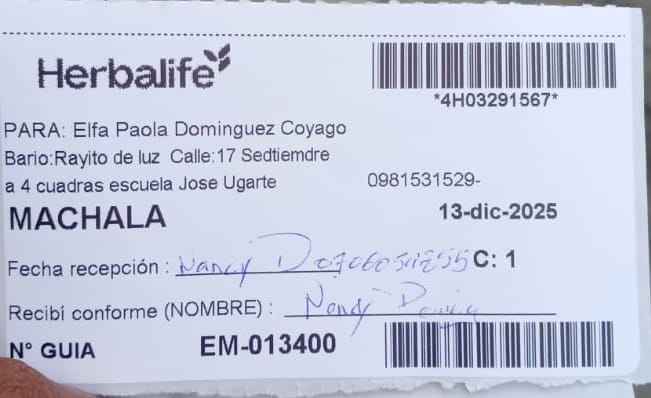 Herbalife
*4H03291567*
PARA: Elfa Paola Dominguez Coyago
Bario:Rayito de luz Calle:17 Sedtiemdre
a 4 cuadras escuela Jose Ugarte 0981531529-
MACHALA 13-dic-2025
Fecha recepción : Nancy D C: 1
Recibí conforme (NOMBRE) : Nancy
N° GUIA EM-013400